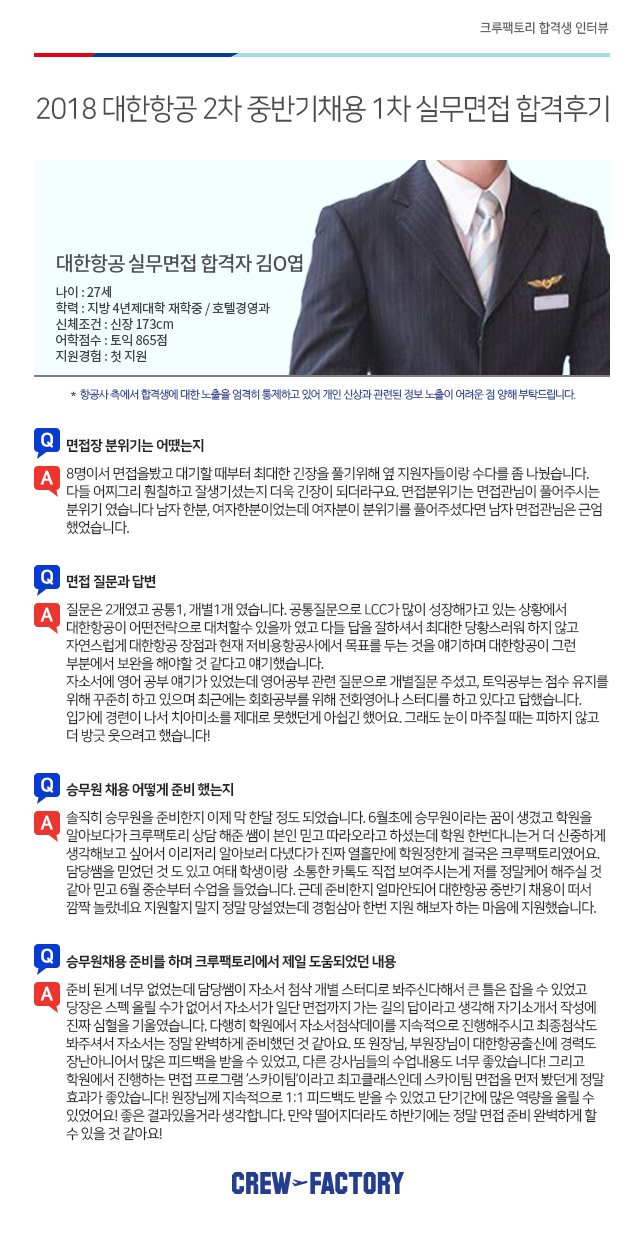 크루팩토리 합격생 인터뷰
2018 대한항공 2차 중반기채용 1차 실무면접 합격후기
대한항공 실무면접 합격자 김O엽
나이 : 27세
학력 : 지방 4년제대학 재학중 / 호텔경영과
신체조건 : 신장 173cm
어학점수 : 토익 865점
지원경험 : 첫 지원
* 항공사 측에서 합격생에 대한 노출을 엄격히 통제하고 있어 개인 신상과 관련된 정보 노출이 어려운 점 양해 부탁드립니다.
Q 면접장 분위기는 어땠는지
A 8명이서 면접을봤고 대기할 때부터 최대한 긴장을 풀기위해 옆 지원자들이랑 수다를 좀 나눴습니다.
다들 어찌그리 훤칠하고 잘생기셨는지 더욱 긴장이 되더라구요. 면접분위기는 면접관님이 풀어주시는
분위기 였습니다 남자 한분, 여자한분이었는데 여자분이 분위기를 풀어주셨다면 남자 면접관님은 근엄
했었습니다.
Q 면접 질문과 답변
A 질문은 2개였고 공통1, 개별1개 였습니다. 공통질문으로 LCC가 많이 성장해가고 있는 상황에서
대한항공이 어떤전략으로 대처할수 있을까 였고 다들 답을 잘하셔서 최대한 당황스러워 하지 않고
자연스럽게 대한항공 장점과 현재 저비용항공사에서 목표를 두는 것을 얘기하며 대한항공이 그런
부분에서 보완을 해야할 것 같다고 얘기했습니다.
자소서에 영어 공부 얘기가 있었는데 영어공부 관련 질문으로 개별질문 주셨고, 토익공부는 점수 유지를
위해 꾸준히 하고 있으며 최근에는 회화공부를 위해 전화영어나 스터디를 하고 있다고 답했습니다.
입가에 경련이 나서 치아미소를 제대로 못했던게 아쉽긴 했어요. 그래도 눈이 마주칠 때는 피하지 않고
더 방긋 웃으려고 했습니다!
Q 승무원 채용 어떻게 준비 했는지
A 솔직히 승무원을 준비한지 이제 막 한달 정도 되었습니다. 6월초에 승무원이라는 꿈이 생겼고 학원을
알아보다가 크루팩토리 상담 해준 쌤이 본인 믿고 따라오라고 하셨는데 학원 한번다니는거 더 신중하게
생각해보고 싶어서 이리저리 알아보러 다녔다가 진짜 열흘만에 학원정한게 결국은 크루팩토리였어요.
담당쌤을 믿었던 것 도 있고 여태 학생이랑 소통한 카톡도 직접 보여주시는게 저를 정말케어 해주실 것
같아 믿고 6월 중순부터 수업을 들었습니다. 근데 준비한지 얼마안되어 대한항공 중반기 채용이 떠서
깜짝 놀랐네요 지원할지 말지 정말 망설였는데 경험삼아 한번 지원 해보자 하는 마음에 지원했습니다.
Q 승무원채용 준비를 하며 크루팩토리에서 제일 도움되었던 내용
A 준비 된게 너무 없었는데 담당쌤이 자소서 첨삭 개별 스터디로 봐주신다해서 큰 틀은 잡을 수 있었고
당장은 스펙 올릴 수가 없어서 자소서가 일단 면접까지 가는 길의 답이라고 생각해 자기소개서 작성에
진짜 심혈을 기울였습니다. 다행히 학원에서 자소서첨삭데이를 지속적으로 진행해주시고 최종첨삭도
봐주셔서 자소서는 정말 완벽하게 준비했던 것 같아요. 또 원장님, 부원장님이 대한항공출신에 경력도
장난아니어서 많은 피드백을 받을 수 있었고, 다른 강사님들의 수업내용도 너무 좋았습니다! 그리고
학원에서 진행하는 면접 프로그램 '스카이팀'이라고 최고클래스인데 스카이팀 면접을 먼저 봤던게 정말
효과가 좋았습니다! 원장님께 지속적으로 1:1 피드백도 받을 수 있었고 단기간에 많은 역량을 올릴 수
있었어요! 좋은 결과있을거라 생각합니다. 만약 떨어지더라도 하반기에는 정말 면접 준비 완벽하게 할
수 있을 것 같아요!
CREW FACTORY